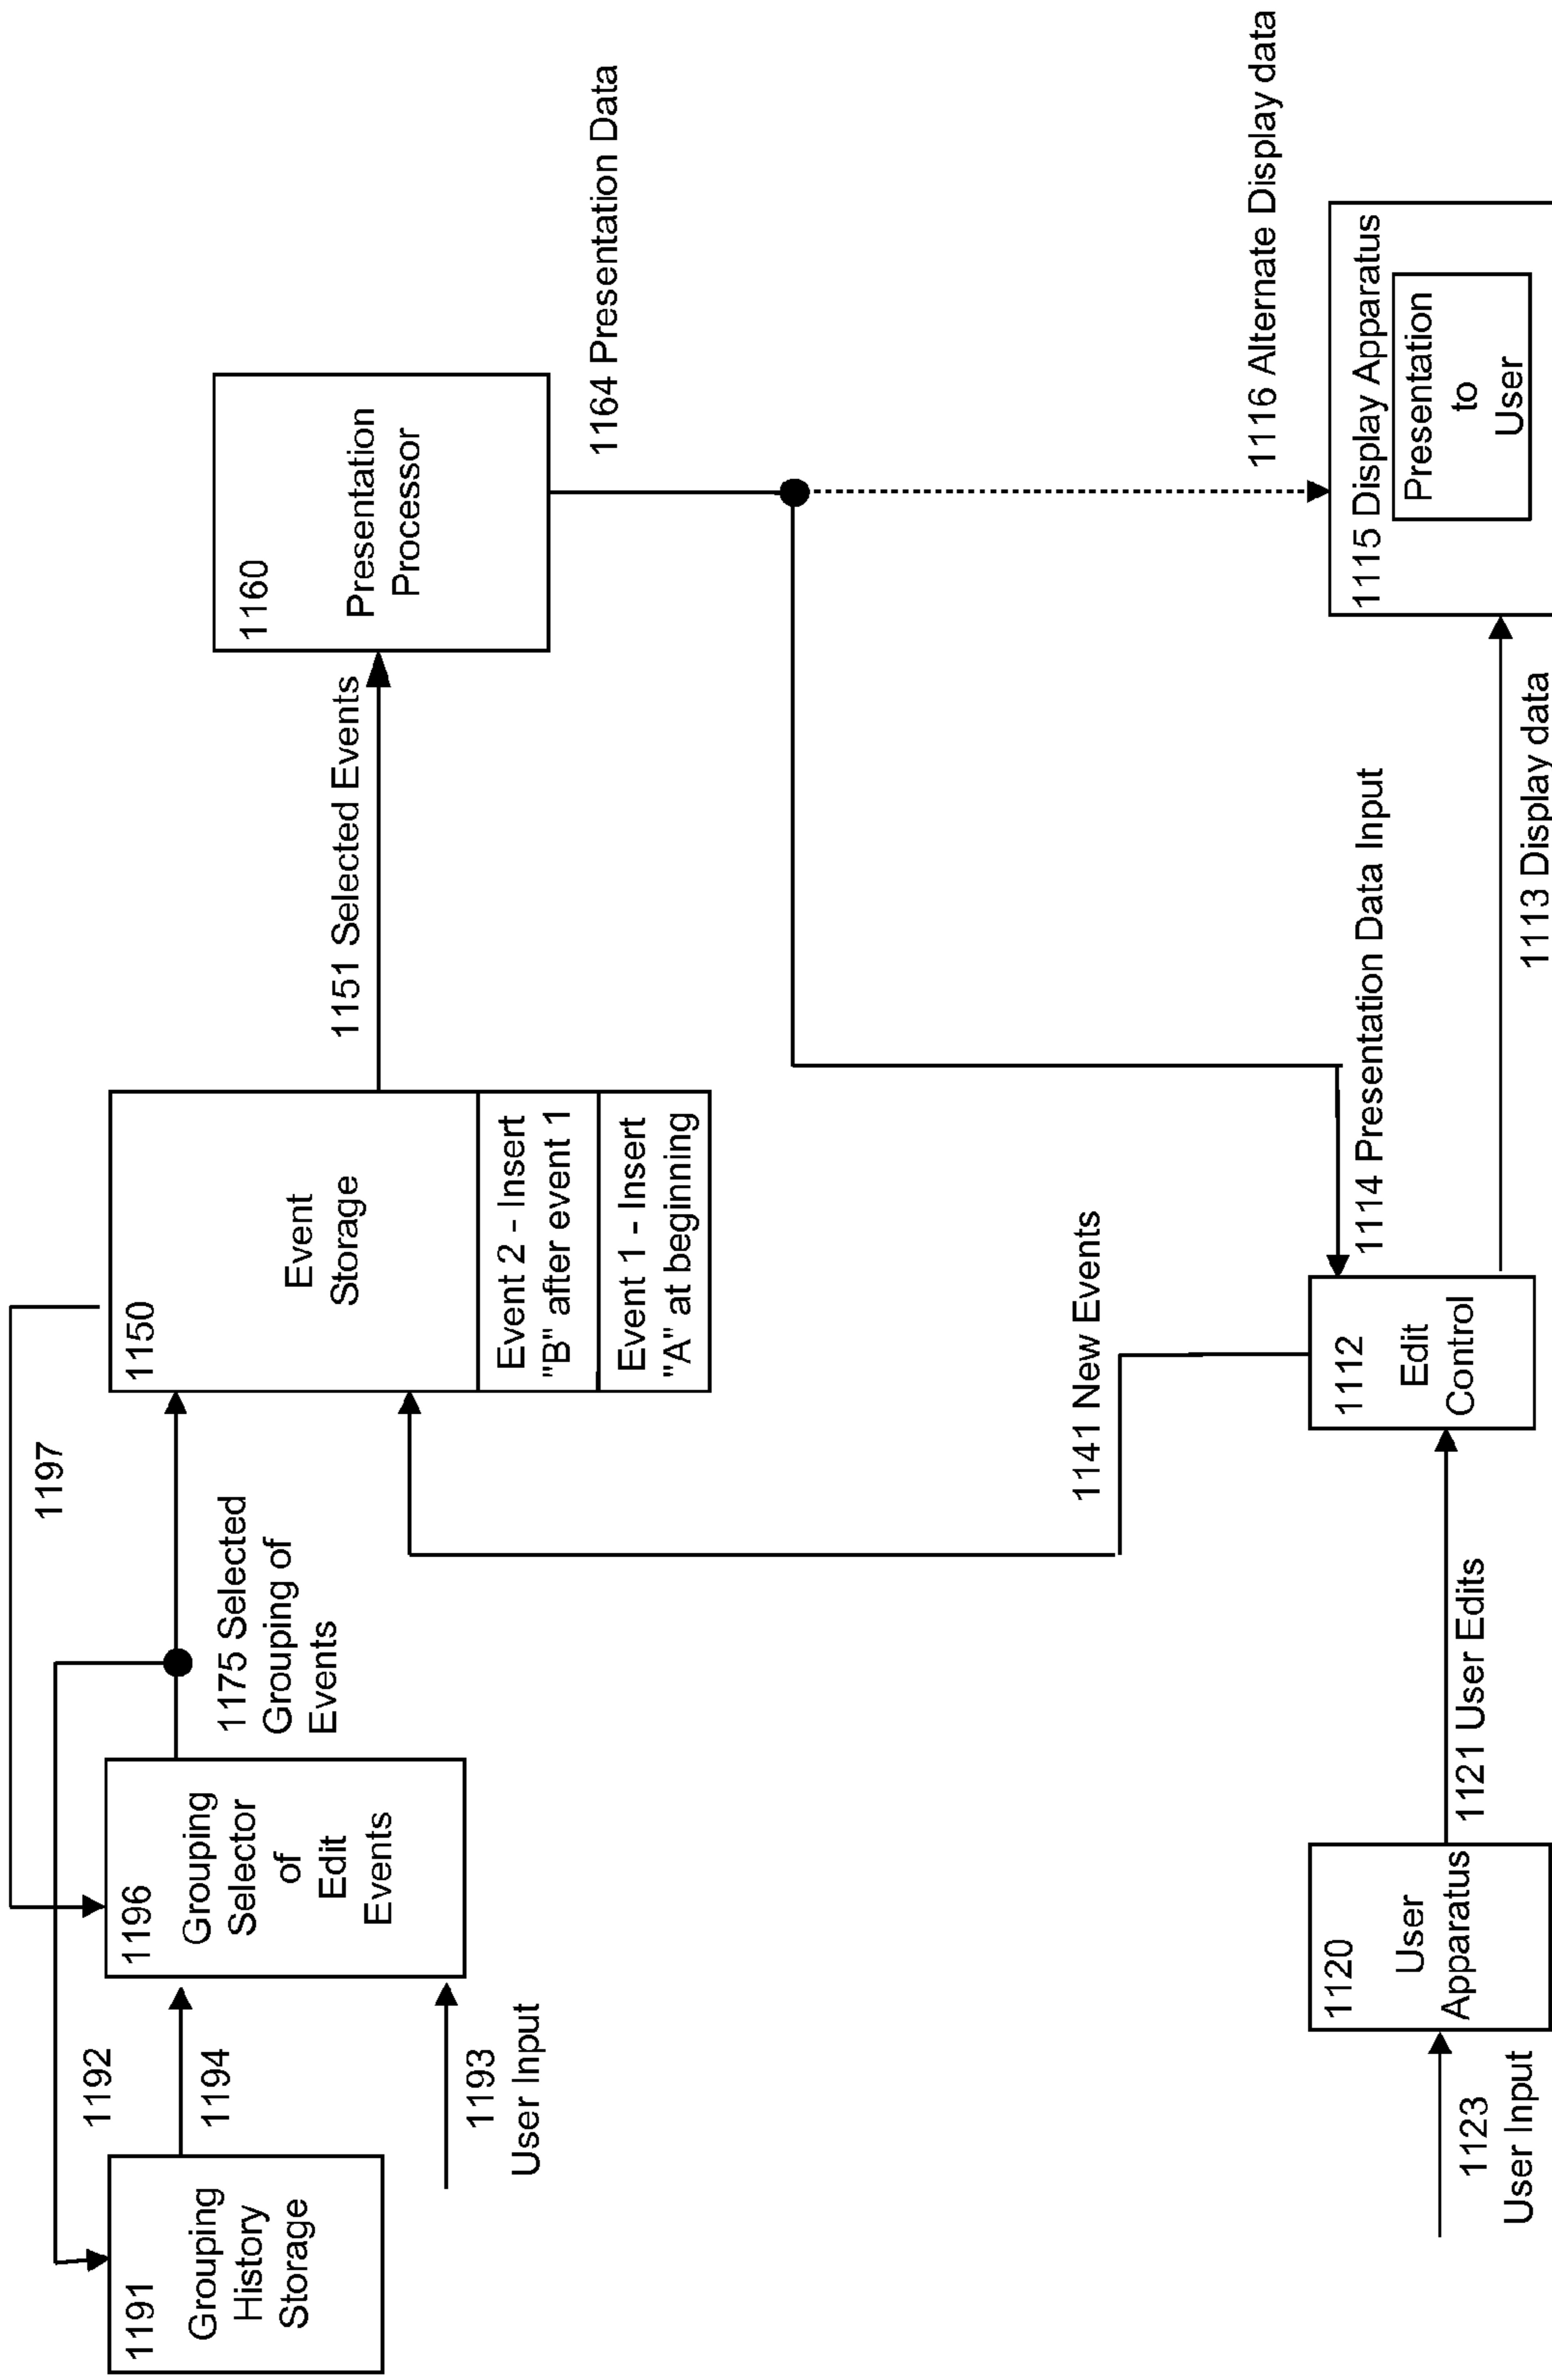 1197
1192
1191
Grouping
History
Storage
1194
1193
User Input
1196
Grouping
Selector
of
Edit
Events
1175 Selected
Grouping of
Events
1150
Event
Storage
Event 2 - Insert
"B" after event 1
Event 1 - Insert
"A" at beginning
1151 Selected Events
1160
Presentation
Processor
1164 Presentation Data
1141 New Events
1114 Presentation Data Input
1116 Alternate Display data
1123
User Input
1120
User
Apparatus
1121 User Edits
1112
Edit
Control
1113 Display data
1115 Display Apparatus
Presentation
to
User